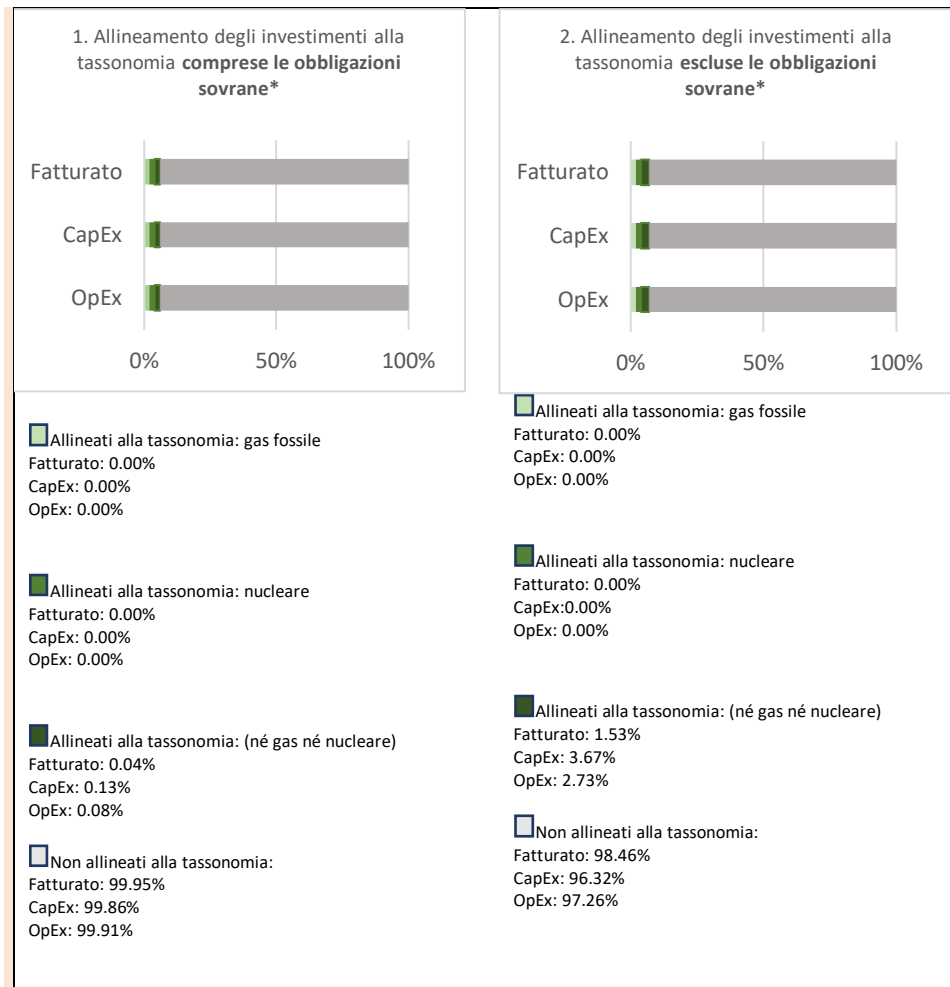 1. Allineamento degli investimenti alla
tassonomia comprese le obbligazioni
sovrane*
Fatturato
CapEx
OpEx
0% 50% 100%
Allineati alla tassonomia: gas fossile
Fatturato: 0.00%
CapEx: 0.00%
OpEx: 0.00%
Allineati alla tassonomia: nucleare
Fatturato: 0.00%
CapEx: 0.00%
OpEx: 0.00%
Allineati alla tassonomia: (né gas né nucleare)
Fatturato: 0.04%
CapEx: 0.13%
OpEx: 0.08%
Non allineati alla tassonomia:
Fatturato: 99.95%
CapEx: 99.86%
OpEx: 99.91%
2. Allineamento degli investimenti alla
tassonomia escluse le obbligazioni
sovrane*
Fatturato
CapEx
OpEx
0% 50% 100%
Allineati alla tassonomia: gas fossile
Fatturato: 0.00%
CapEx: 0.00%
OpEx: 0.00%
Allineati alla tassonomia: nucleare
Fatturato: 0.00%
CapEx:0.00%
OpEx: 0.00%
Allineati alla tassonomia: (né gas né nucleare)
Fatturato: 1.53%
CapEx: 3.67%
OpEx: 2.73%
Non allineati alla tassonomia:
Fatturato: 98.46%
CapEx: 96.32%
OpEx: 97.26%